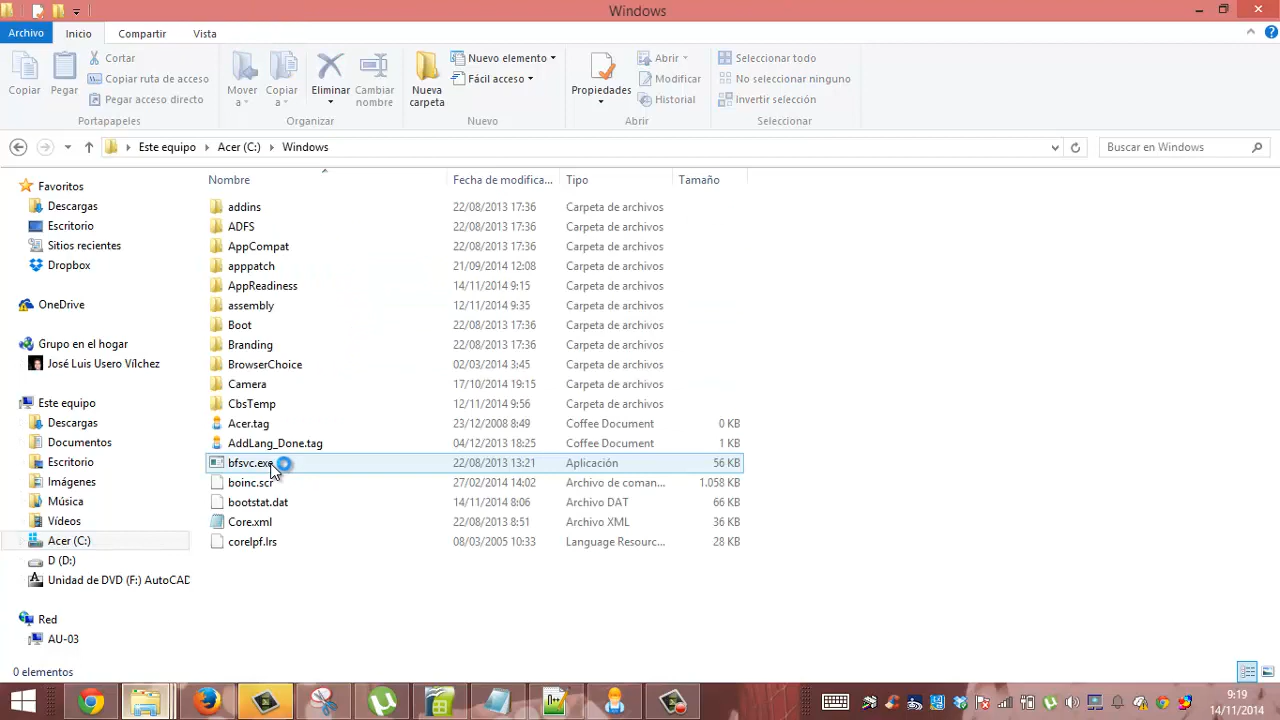 Windows
Archivo Inicio Compartir Vista
Copiar Pegar Cortar Copiar ruta de acceso Pegar acceso directo Portapapeles
Mover a Copiar a Eliminar Cambiar nombre Organizar
Nueva carpeta Nuevo elemento Fácil acceso Nuevo
Propiedades Abrir Modificar Historial Abrir
Seleccionar todo No seleccionar ninguno Invertir selección Seleccionar
Este equipo Acer (C:) Windows Buscar en Windows
Favoritos
Descargas
Escritorio
Sitios recientes
Dropbox
OneDrive
Grupo en el hogar
José Luis Usero Vílchez
Este equipo
Descargas
Documentos
Escritorio
Imágenes
Música
Vídeos
Acer (C:)
D (D:)
Unidad de DVD (F:) AutoCAD
Red
AU-03
Nombre Fecha de modifica... Tipo Tamaño
addins 22/08/2013 17:36 Carpeta de archivos
ADFS 22/08/2013 17:36 Carpeta de archivos
AppCompat 22/08/2013 17:36 Carpeta de archivos
apppatch 21/09/2014 12:08 Carpeta de archivos
AppReadiness 14/11/2014 9:15 Carpeta de archivos
assembly 12/11/2014 9:35 Carpeta de archivos
Boot 22/08/2013 17:36 Carpeta de archivos
Branding 22/08/2013 17:36 Carpeta de archivos
BrowserChoice 02/03/2014 3:45 Carpeta de archivos
Camera 17/10/2014 19:15 Carpeta de archivos
CbsTemp 12/11/2014 9:56 Carpeta de archivos
Acer.tag 23/12/2008 8:49 Coffee Document 0 KB
AddLang_Done.tag 04/12/2013 18:25 Coffee Document 1 KB
bfsvc.exe 22/08/2013 13:21 Aplicación 56 KB
boinc.scr 27/02/2014 14:02 Archivo de coman... 1.058 KB
bootstat.dat 14/11/2014 8:06 Archivo DAT 66 KB
Core.xml 22/08/2013 8:51 Archivo XML 36 KB
corelpf.lrs 08/03/2005 10:33 Language Resourc... 28 KB
0 elementos
9:19
14/11/2014